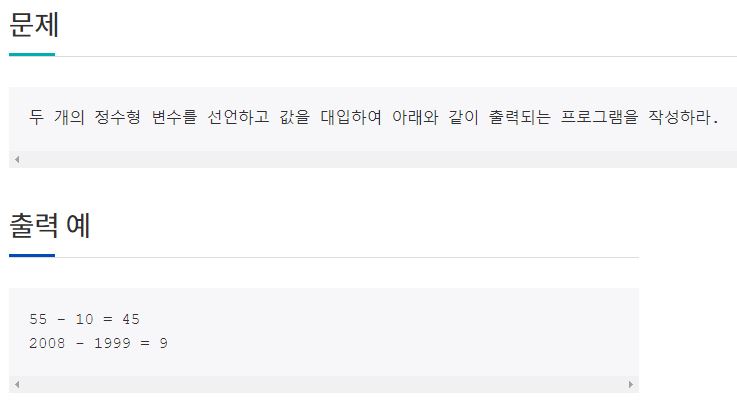 문제
두 개의 정수형 변수를 선언하고 값을 대입하여 아래와 같이 출력되는 프로그램을 작성하라.
출력 예
55 - 10 = 45
2008 - 1999 = 9